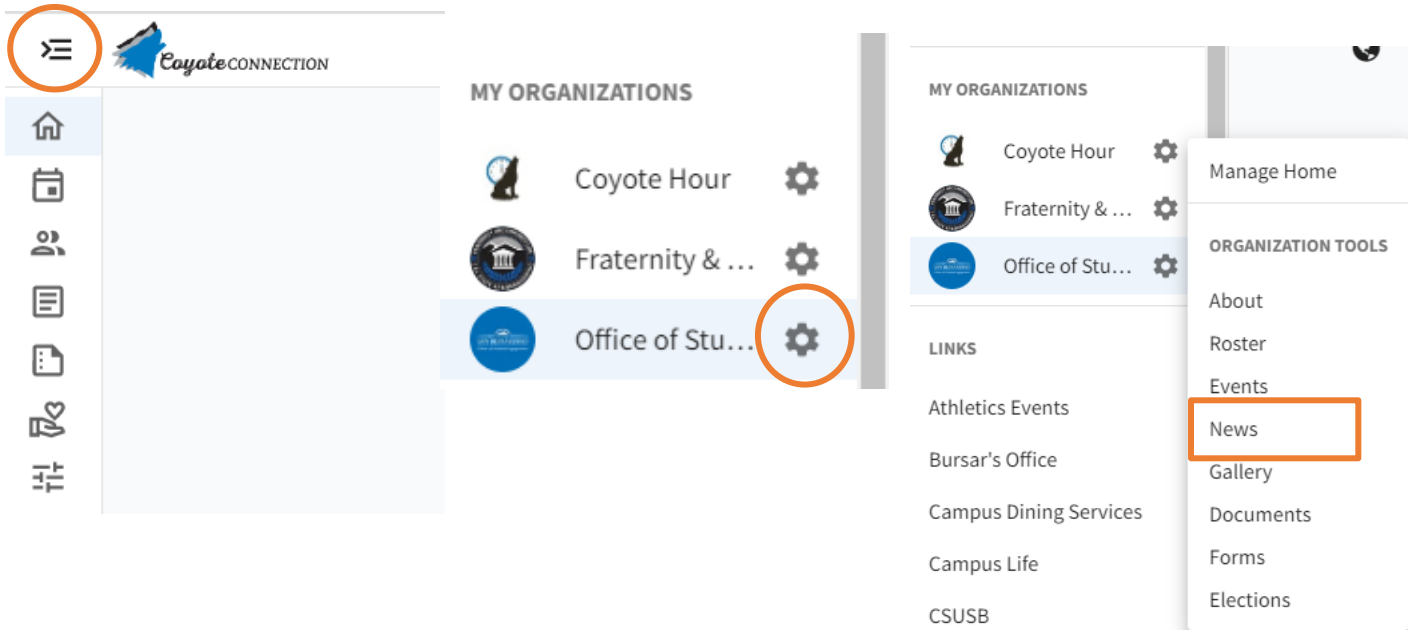 Coyote CONNECTION
MY ORGANIZATIONS
Coyote Hour
Fraternity & ...
Office of Stu...
MY ORGANIZATIONS
Coyote Hour
Fraternity & ...
Office of Stu...
LINKS
Athletics Events
Bursar's Office
Campus Dining Services
Campus Life
CSUSB
Manage Home
ORGANIZATION TOOLS
About
Roster
Events
News
Gallery
Documents
Forms
Elections